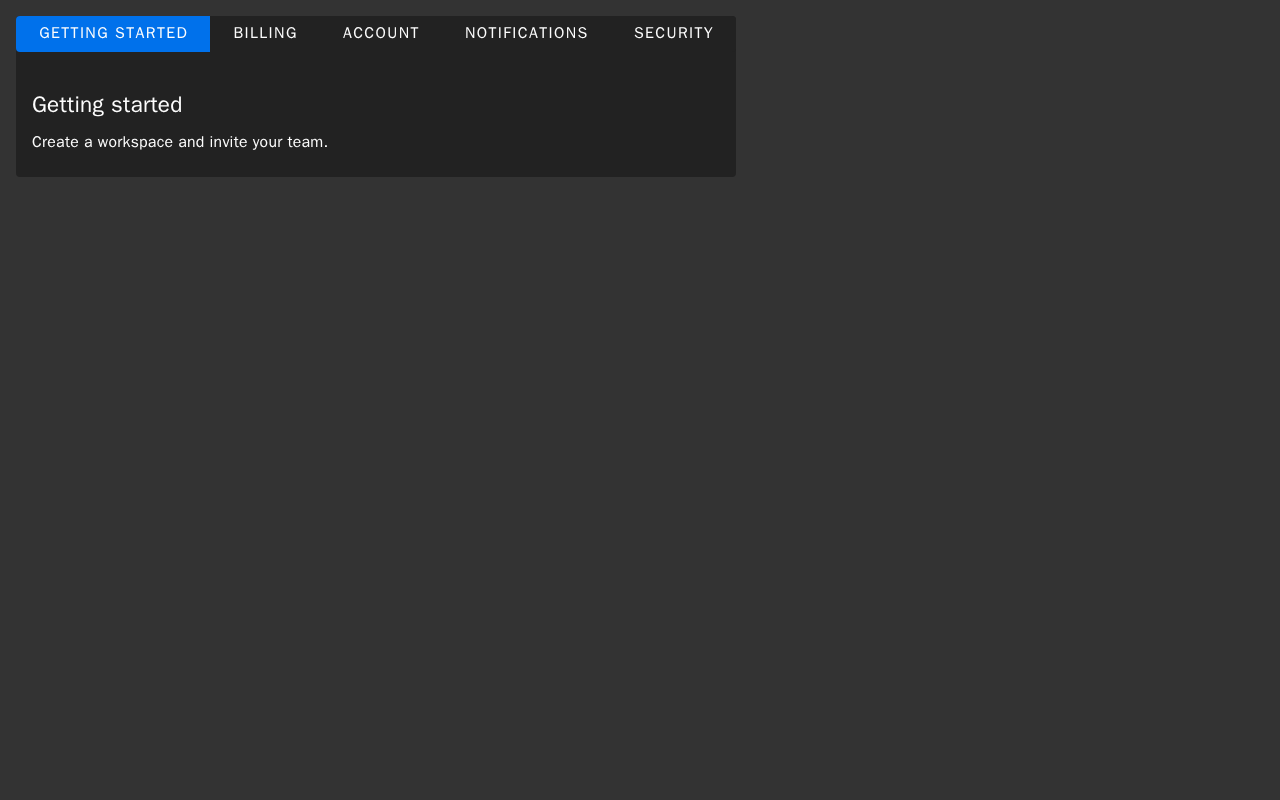 GETTING STARTED BILLING ACCOUNT NOTIFICATIONS SECURITY
Getting started
Create a workspace and invite your team.